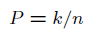 P = k/n